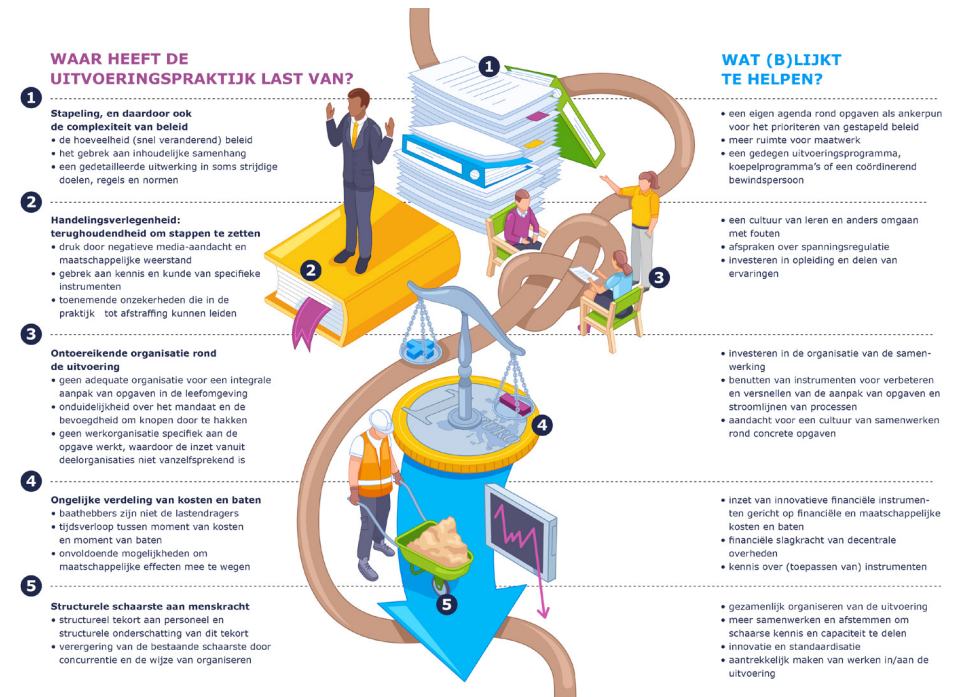 WAAR HEEFT DE
UITVOERINGSPRAKTIJK LAST VAN?
1
Stapeling, en daardoor ook
de complexiteit van beleid
• de hoeveelheid (snel veranderend) beleid
• het gebrek aan inhoudelijke samenhang
• een gedetailleerde uitwerking in soms strijdige
doelen, regels en normen
2
Handelingsverlegenheid:
terughoudendheid om stappen te zetten
• druk door negatieve media-aandacht en
maatschappelijke weerstand
• gebrek aan kennis en kunde van specifieke
instrumenten
• toenemende onzekerheden die in de
praktijk tot afstraffing kunnen leiden
3
Ontoereikende organisatie rond
de uitvoering
• geen adequate organisatie voor een integrale
aanpak van opgaven in de leefomgeving
• onduidelijkheid over het mandaat en de
bevoegdheid om knopen door te hakken
• geen werkorganisatie specifiek aan de
opgave werkt, waardoor de inzet vanuit
deelorganisaties niet vanzelfsprekend is
4
Ongelijke verdeling van kosten en baten
• baathebbers zijn niet de lastendragers
• tijdsverloop tussen moment van kosten
en moment van baten
• onvoldoende mogelijkheden om
maatschappelijke effecten mee te wegen
5
Structurele schaarste aan menskracht
• structureel tekort aan personeel en
structurele onderschatting van dit tekort
• verergering van de bestaande schaarste door
concurrentie en de wijze van organiseren
1
2
3
4
5
WAT (B)LIJKT
TE HELPEN?
• een eigen agenda rond opgaven als ankerpun
voor het prioriteren van gestapeld beleid
• meer ruimte voor maatwerk
• een gedegen uitvoeringsprogramma,
koepelprogramma's of een coördinerend
bewindspersoon
• een cultuur van leren en anders omgaan
met fouten
• afspraken over spanningsregulatie
• investeren in opleiding en delen van
ervaringen
• investeren in de organisatie van de samen-
werking
• benutten van instrumenten voor verbeteren
en versnellen van de aanpak van opgaven en
stroomlijnen van processen
• aandacht voor een cultuur van samenwerken
rond concrete opgaven
• inzet van innovatieve financiële instrumen-
ten gericht op financiële en maatschappelijke
kosten en baten
• financiële slagkracht van decentrale
overheden
• kennis over (toepassen van) instrumenten
• gezamenlijk organiseren van de uitvoering
• meer samenwerken en afstemmen om
schaarse kennis en capaciteit te delen
• innovatie en standaardisatie
• aantrekkelijk maken van werken in/aan de
uitvoering